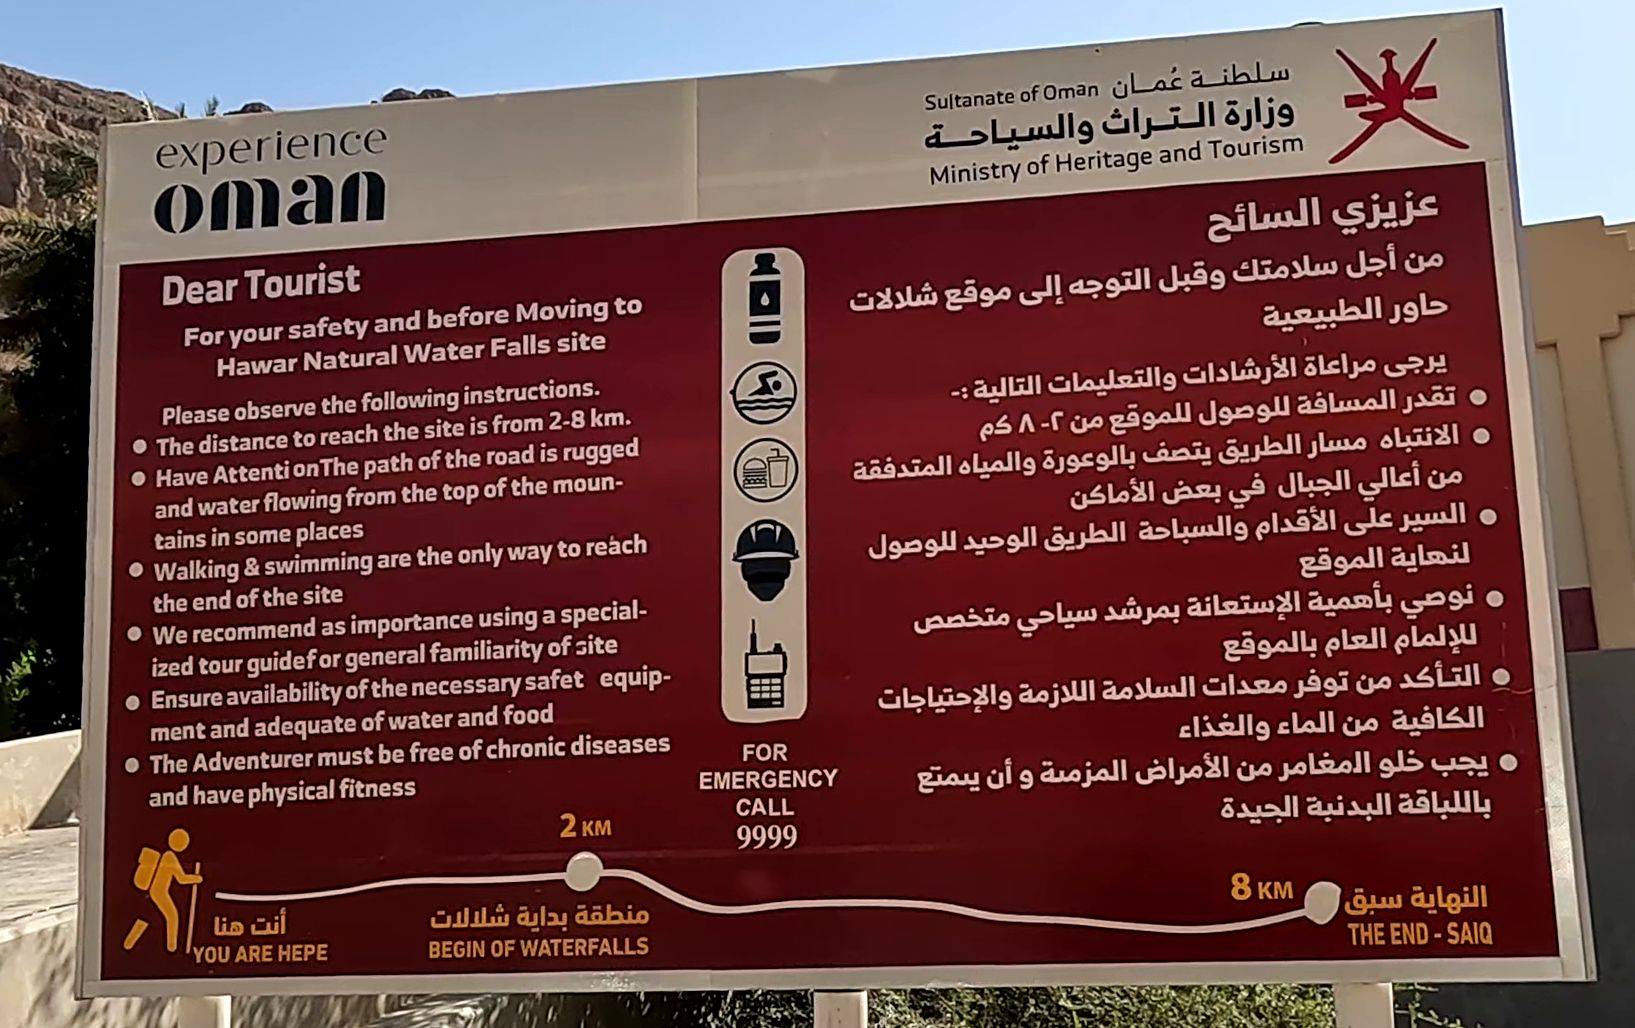 experience
oman
Sultanate of Oman سلطنة عُمان
وزارة التراث والسياحة
Ministry of Heritage and Tourism
Dear Tourist
For your safety and before Moving to
Hawar Natural Water Falls site
Please observe the following instructions.
The distance to reach the site is from 2-8 km.
Have Attenti onThe path of the road is rugged
and water flowing from the top of the moun-
tains in some places
Walking & swimming are the only way to reach
the end of the site
We recommend as importance using a special-
ized tour guidef or general familiarity of site
Ensure availability of the necessary safet equip-
ment and adequate of water and food
The Adventurer must be free of chronic diseases
and have physical fitness
FOR
EMERGENCY
CALL
9999
عزيزي السائح
من أجل سلامتك وقبل التوجه إلى موقع شلالات
حاور الطبيعية
يرجى مراعاة الأرشادات والتعليمات التالية :-
تقدر المسافة للوصول للموقع من ٢- ٨ كم
الانتباه مسار الطريق يتصف بالوعورة والمياه المتدفقة
من أعالي الجبال في بعض الأماكن
السير على الأقدام والسباحة الطريق الوحيد للوصول
لنهاية الموقع
نوصي بأهمية الإستعانة بمرشد سياحي متخصص
للإلمام العام بالموقع
التأكد من توفر معدات السلامة اللازمة والإحتياجات
الكافية من الماء والغذاء
يجب خلو المغامر من الأمراض المزمنة و أن يتمتع
باللياقة البدنية الجيدة
2 KM
8 KM
أنت هنا
YOU ARE HEPE
منطقة بداية شلالات
BEGIN OF WATERFALLS
النهاية سيق
THE END - SAIQ